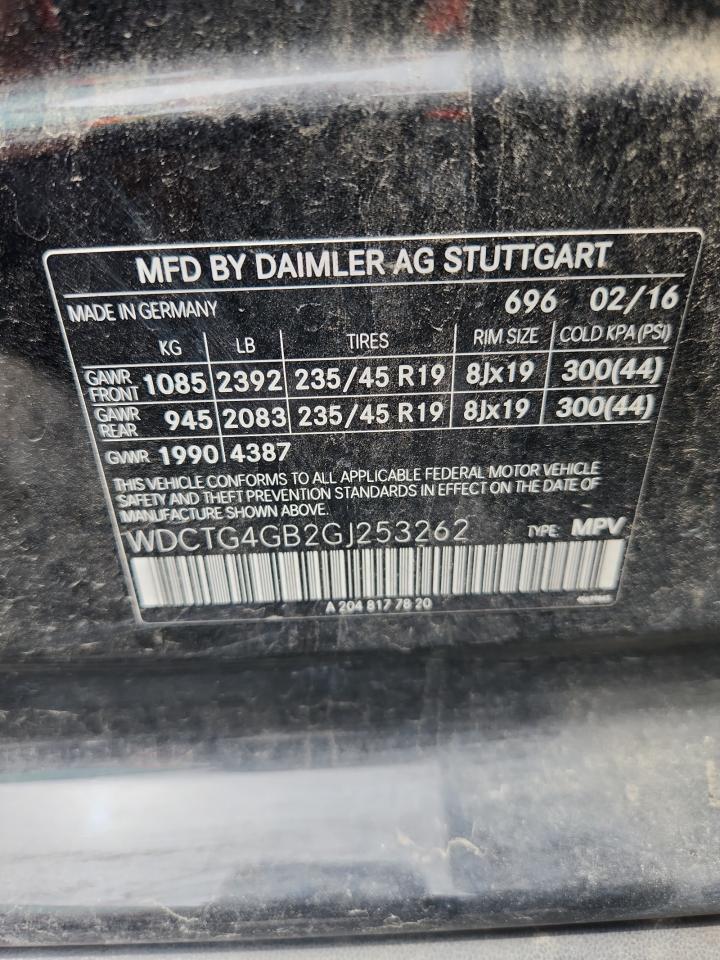 MFD BY DAIMLER AG STUTTGART
MADE IN GERMANY 696 02/16
KG LB TIRES RIM SIZE COLD KPA(PSI)
GAWR FRONT 1085 2392 235/45 R19 8Jx19 300(44)
GAWR REAR 945 2083 235/45 R19 8Jx19 300(44)
GVWR 1990 4387
THIS VEHICLE CONFORMS TO ALL APPLICABLE FEDERAL MOTOR VEHICLE
SAFETY AND THEFT PREVENTION STANDARDS IN EFFECT ON THE DATE OF
MANUFACTURE SHOWN ABOVE.
WDCTG4GB2GJ253262 TYPE: MPV
A 204 817 78 20